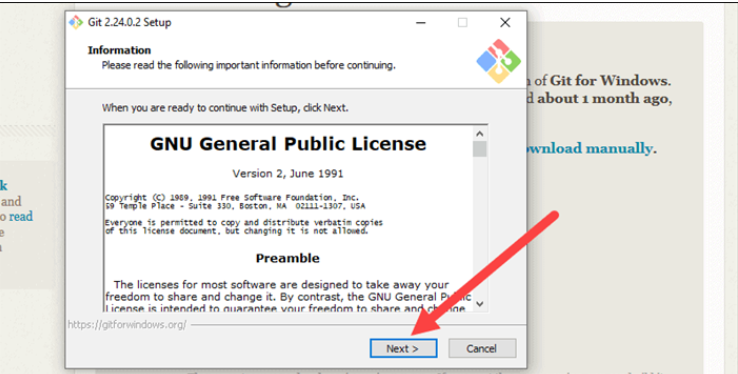 Git 2.24.0.2 Setup
Information
Please read the following important information before continuing.
When you are ready to continue with Setup, click Next.
GNU General Public License
Version 2, June 1991
Copyright (C) 1989, 1991 Free Software Foundation, Inc.
59 Temple Place - Suite 330, Boston, MA 02111-1307, USA
Everyone is permitted to copy and distribute verbatim copies
of this license document, but changing it is not allowed.
Preamble
The licenses for most software are designed to take away your
freedom to share and change it. By contrast, the GNU General
License is intended to guarantee your freedom to share and change
https://gitforwindows.org/
Next >
Cancel
of Git for Windows.
about 1 month ago,
wnload manually.
k
and
o read
e